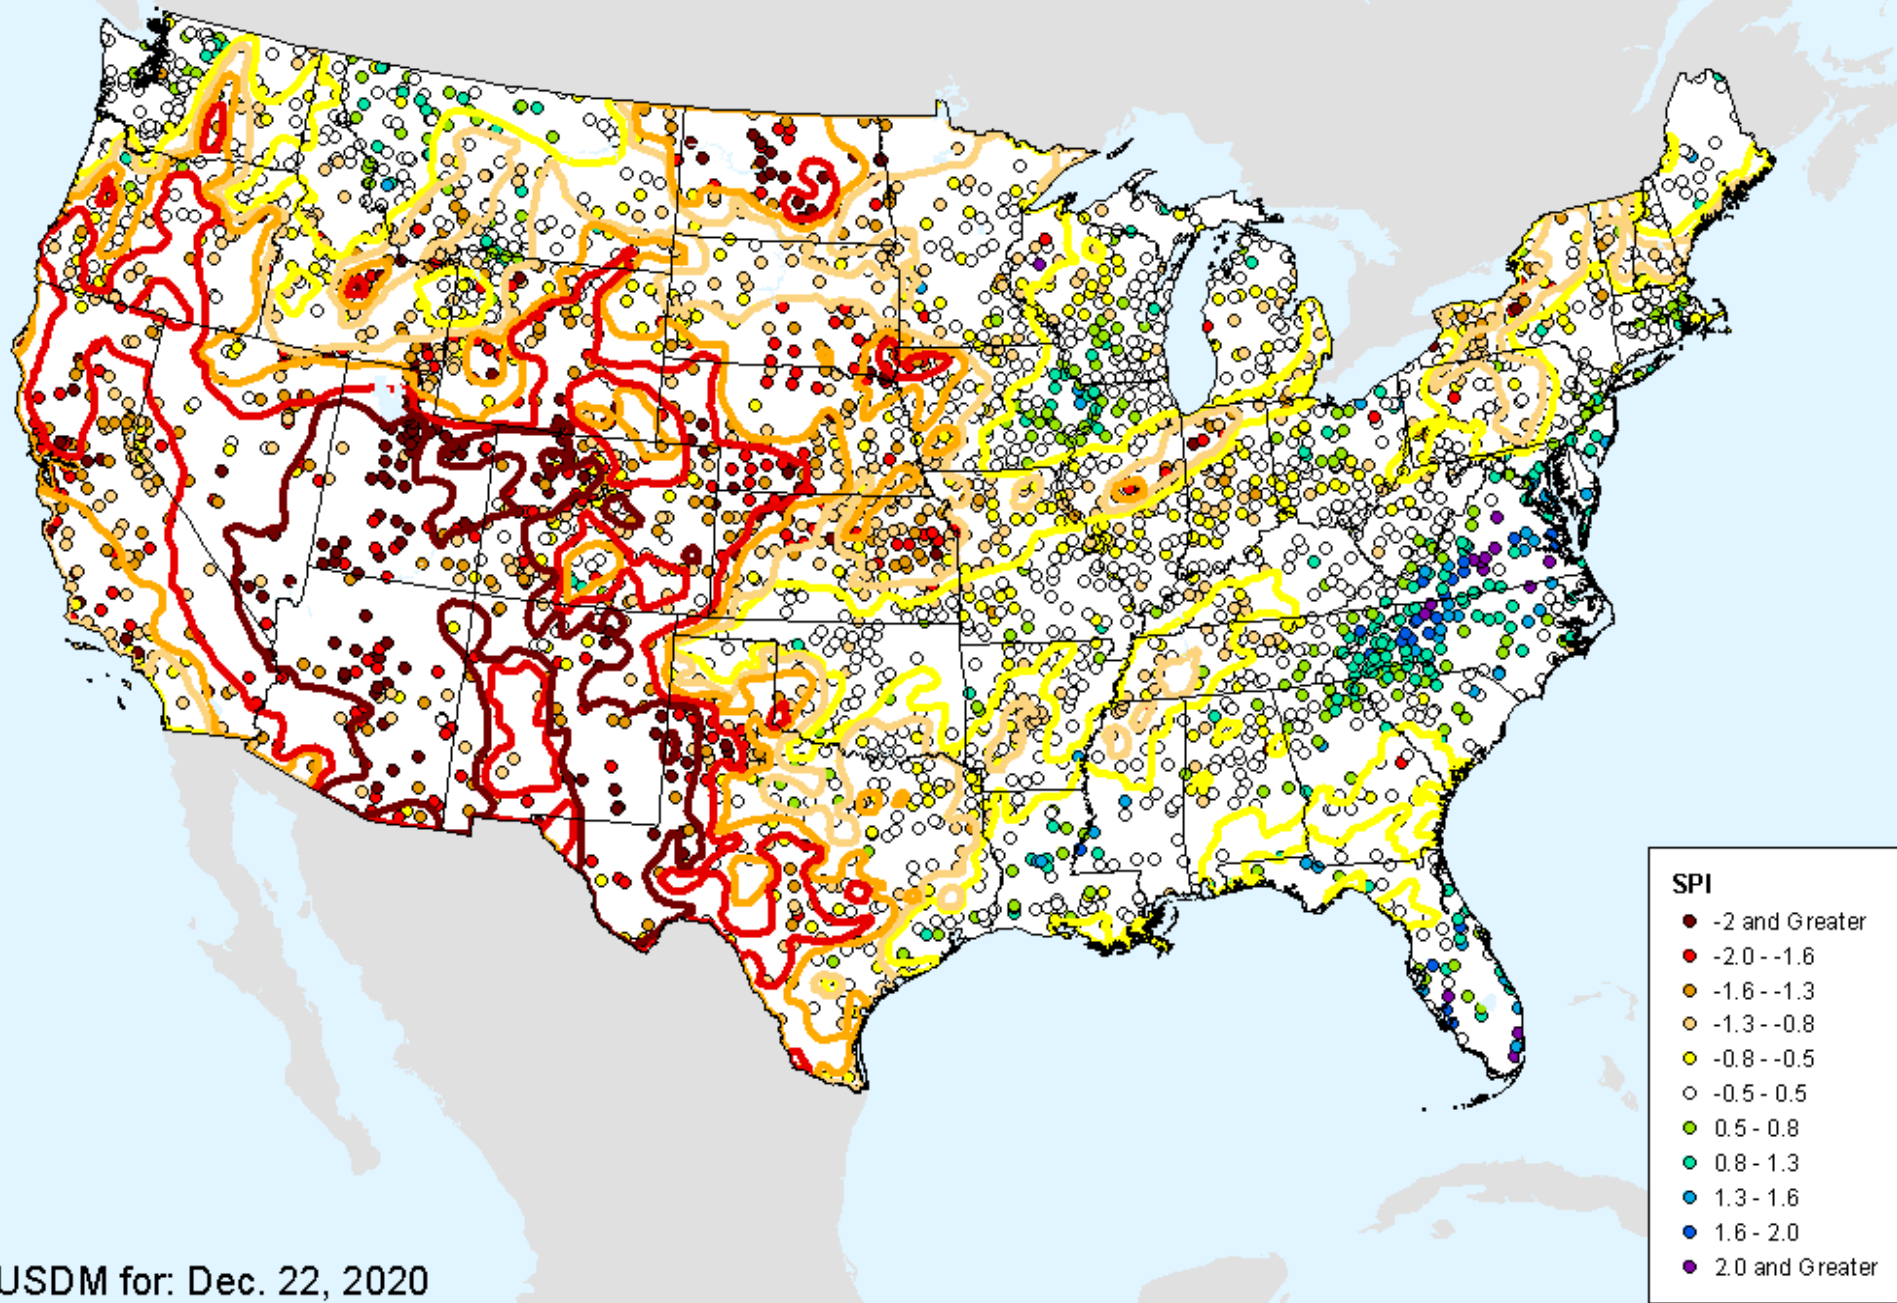 SPI
-2 and Greater
-2.0 - -1.6
-1.6 - -1.3
-1.3 - -0.8
-0.8 - -0.5
-0.5 - 0.5
0.5 - 0.8
0.8 - 1.3
1.3 - 1.6
1.6 - 2.0
2.0 and Greater
USDM for: Dec. 22, 2020